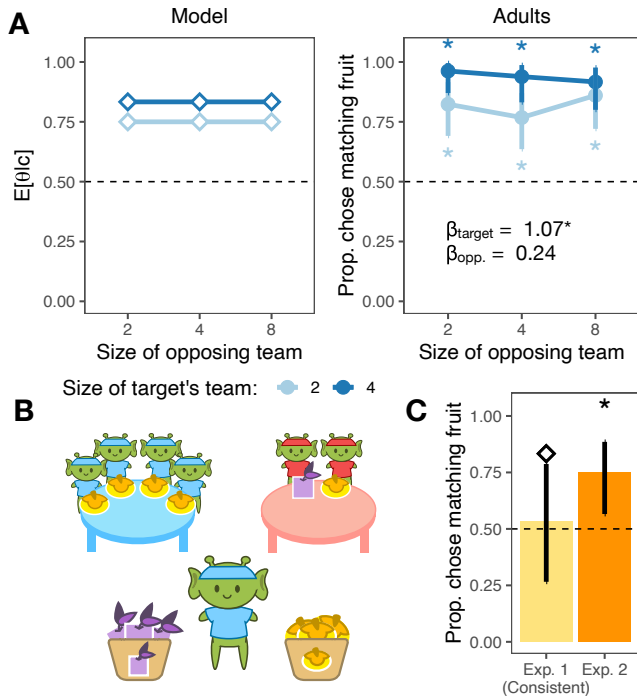 A
Model
Adults
E[θ|c]
1.00
0.75
0.50
0.25
0.00
2 4 8
Size of opposing team
Prop. chose matching fruit
1.00
0.75
0.50
0.25
0.00
* * *
* * *
βtarget = 1.07*
βopp. = 0.24
2 4 8
Size of opposing team
Size of target's team: 2 4
B
C
Prop. chose matching fruit
1.00
0.75
0.50
0.25
0.00
*
Exp. 1
(Consistent)
Exp. 2